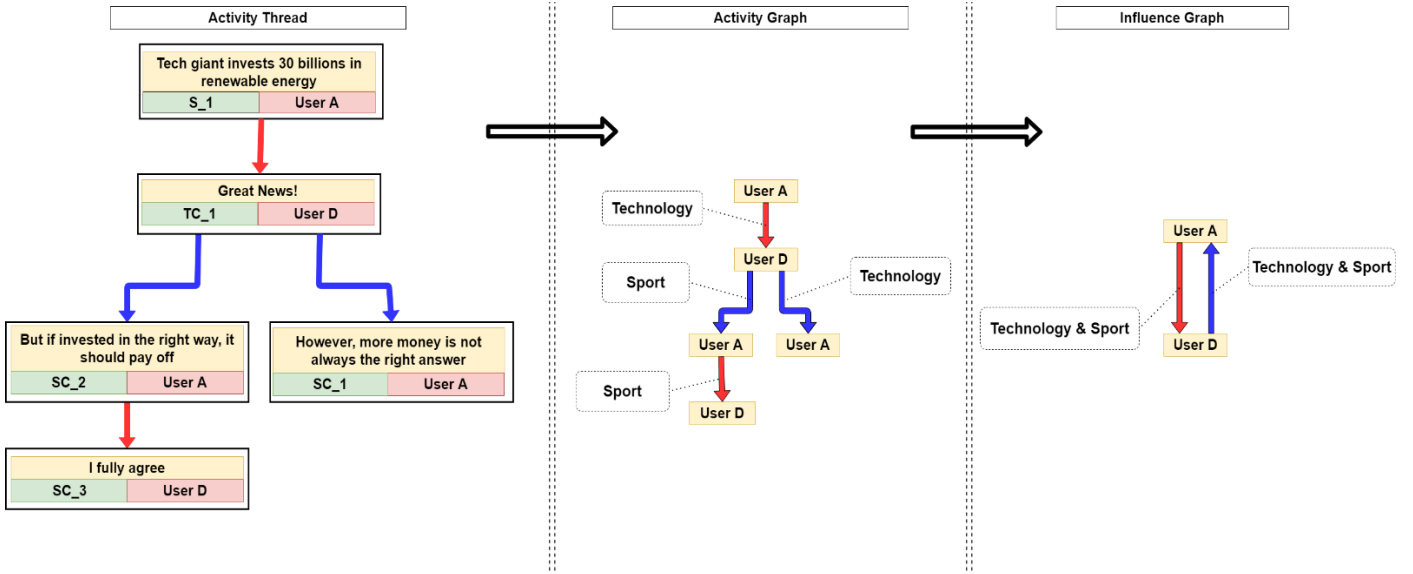 Activity Thread
Tech giant invests 30 billions in
renewable energy
S_1
User A
Great News!
TC_1
User D
But if invested in the right way, it
should pay off
SC_2
User A
However, more money is not
always the right answer
SC_1
User A
I fully agree
SC_3
User D
Activity Graph
User A
Technology
User D
Sport
Technology
User A
User A
Sport
User D
Influence Graph
User A
Technology & Sport
Technology & Sport
User D